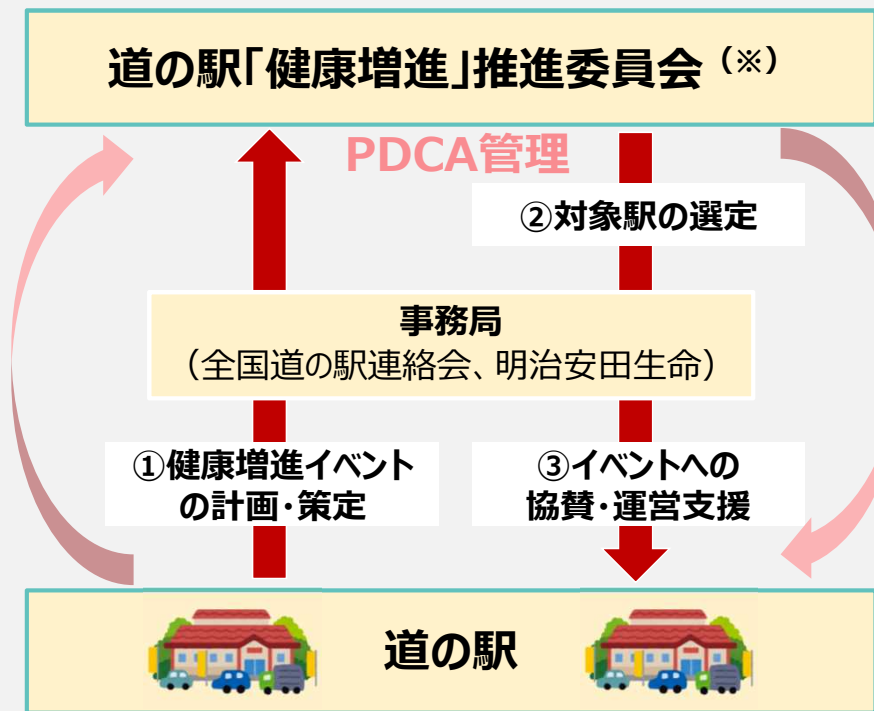 道の駅「健康増進」推進委員会（※）
PDCA管理
②対象駅の選定
事務局
（全国道の駅連絡会、明治安田生命）
①健康増進イベント
の計画・策定
③イベントへの
協賛・運営支援
道の駅